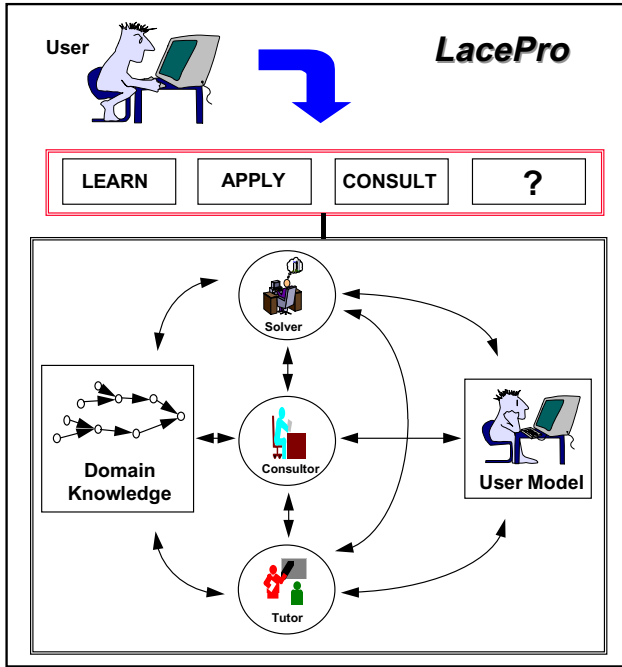 User
LacePro
LEARN
APPLY
CONSULT
?
Solver
Domain
Knowledge
Consultor
User Model
Tutor